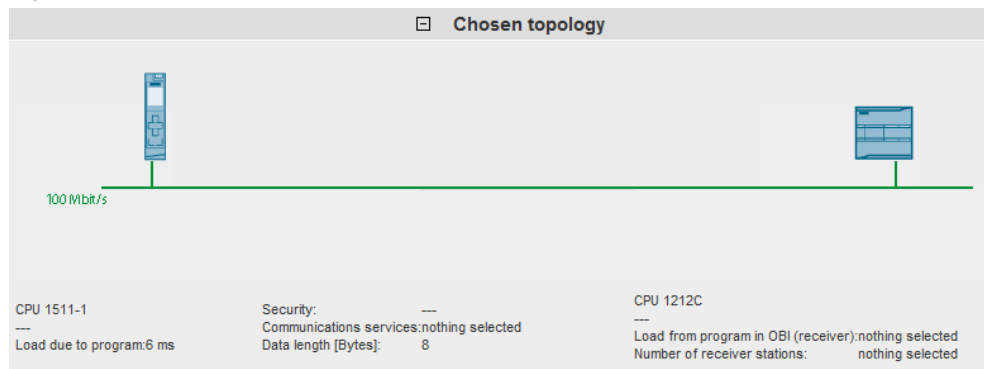 Chosen topology
100 Mbit/s
CPU 1511-1
---
Load due to program:6 ms
Security: ---
Communications services:nothing selected
Data length [Bytes]: 8
CPU 1212C
---
Load from program in OBI (receiver):nothing selected
Number of receiver stations: nothing selected